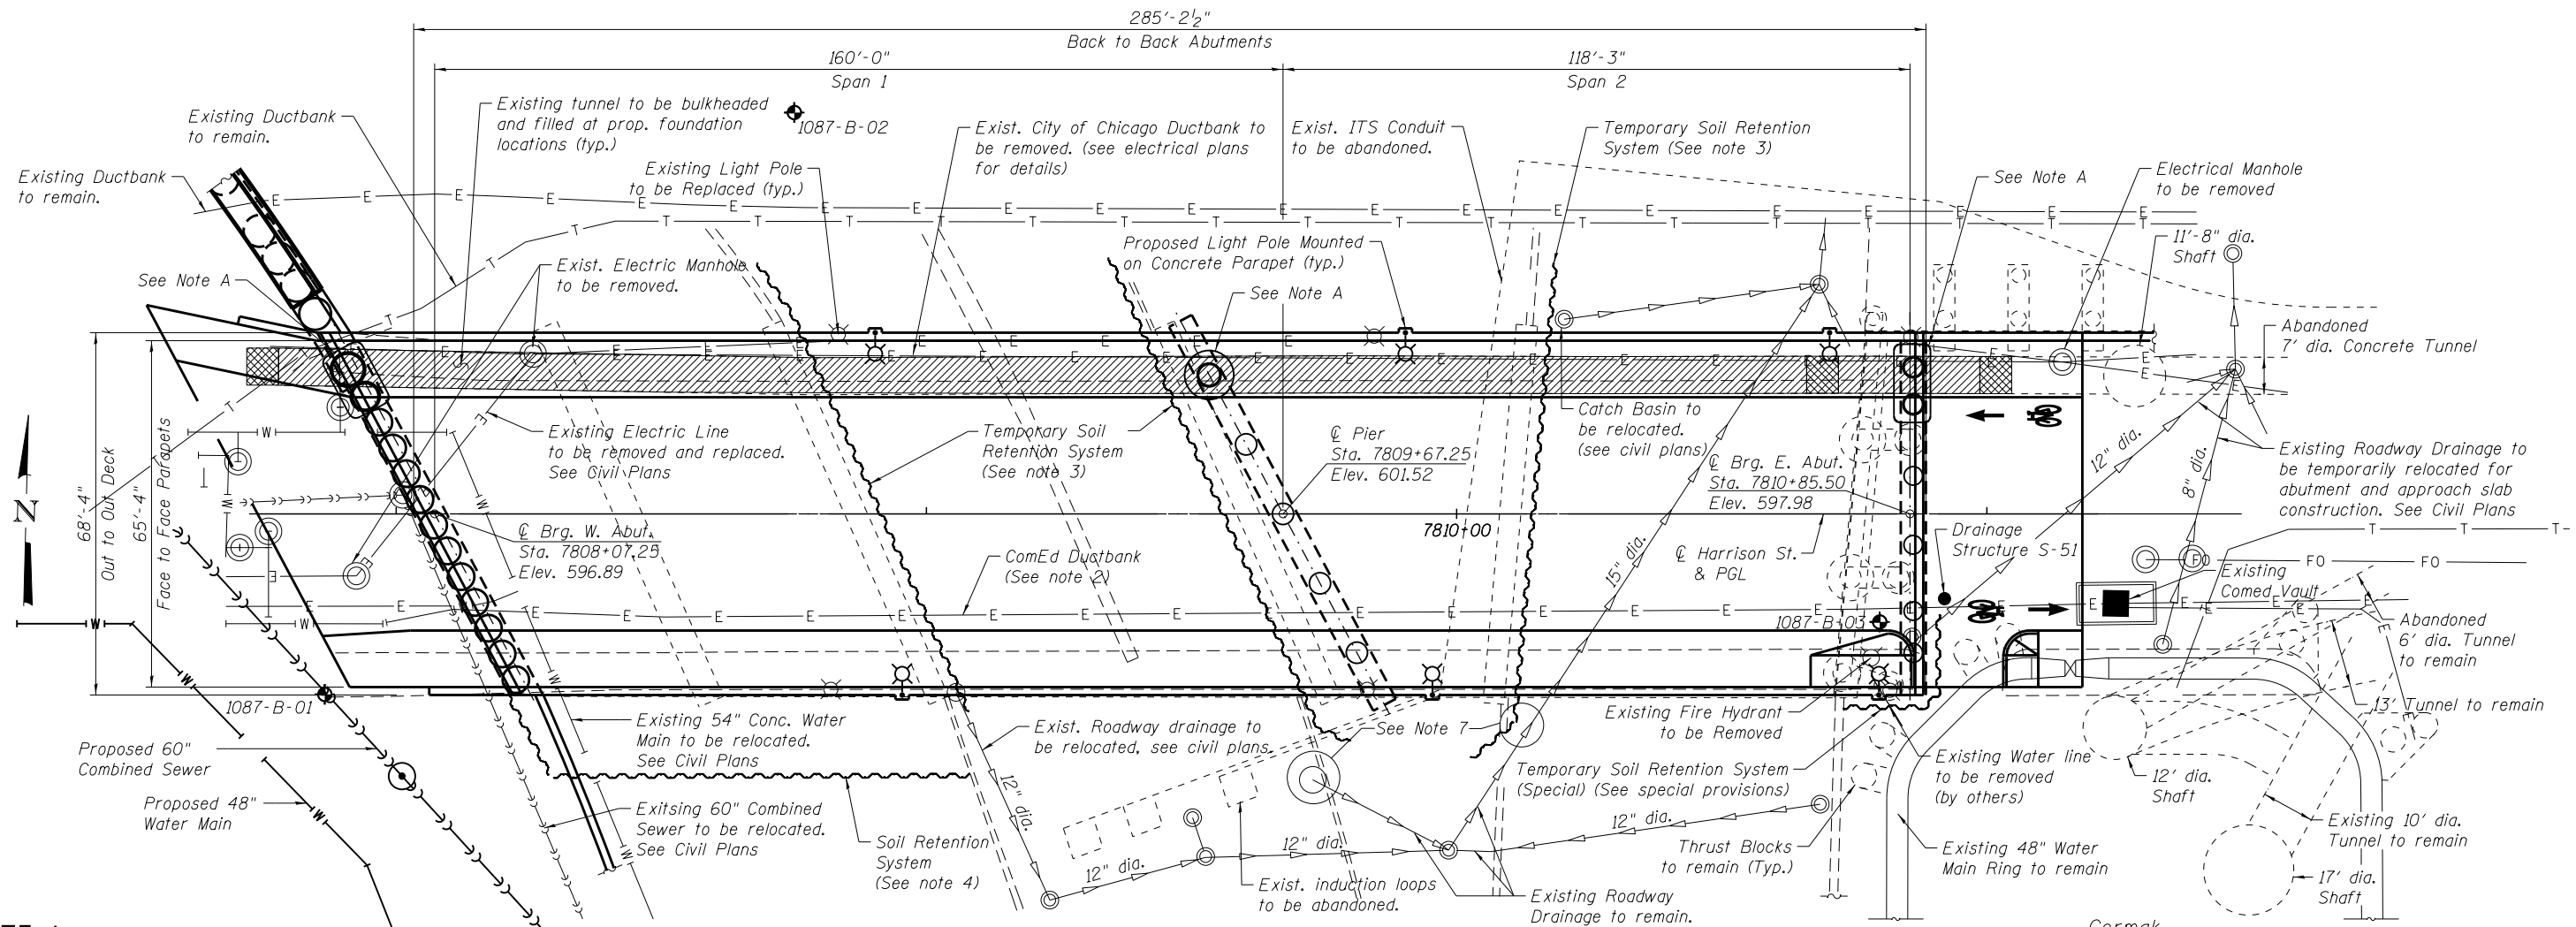 285'-2½"
Back to Back Abutments
160'-0"
Span 1
118'-3"
Span 2
Existing Ductbank
to remain.
Existing Ductbank
to remain.
Existing tunnel to be bulkheaded
and filled at prop. foundation
locations (typ.)
1087-B-02
Existing Light Pole
to be Replaced (typ.)
Exist. City of Chicago Ductbank to
be removed. (see electrical plans
for details)
Exist. ITS Conduit
to be abandoned.
Temporary Soil Retention
System (See note 3)
See Note A
Electrical Manhole
to be removed
11'-8" dia.
Shaft
See Note A
Exist. Electric Manhole
to be removed.
Proposed Light Pole Mounted
on Concrete Parapet (typ.)
See Note A
Abandoned
7' dia. Concrete Tunnel
68'-4"
Out to Out Deck
65'-4"
Face to Face Parapets
N
Existing Electric Line
to be removed and replaced.
See Civil Plans
Temporary Soil
Retention System
(See note 3)
℄ Pier
Sta. 7809+67.25
Elev. 601.52
Catch Basin to
be relocated.
(see civil plans)
℄ Brg. E. Abut.
Sta. 7810+85.50
Elev. 597.98
12" dia.
8" dia.
Existing Roadway Drainage to
be temporarily relocated for
abutment and approach slab
construction. See Civil Plans
℄ Brg. W. Abut.
Sta. 7808+07.25
Elev. 596.89
ComEd Dustbank
(See note 2)
7810+00
15" dia.
℄ Harrison St.
& PGL
Drainage
Structure S-51
Existing
Comed Vault
FO
FO
T
T
T
E
E
E
W
W
1087-B-03
Abandoned
6' dia. Tunnel
to remain
13' Tunnel to remain
1087-B-01
Proposed 60"
Combined Sewer
Proposed 48"
Water Main
Existing 54" Conc. Water
Main to be relocated.
See Civil Plans
Exitsing 60" Combined
Sewer to be relocated.
See Civil Plans
Soil Retention
System
(See note 4)
Exist. Roadway drainage to
be relocated, see civil plans.
12" dia.
12" dia.
12" dia.
12" dia.
See Note 7
Exist. induction loops
to be abandoned.
Existing Roadway
Drainage to remain.
Existing Fire Hydrant
to be Removed
Temporary Soil Retention System
(Special) (See special provisions)
Thrust Blocks
to remain (Typ.)
Existing Water line
to be removed
(by others)
Existing 48" Water
Main Ring to remain
12' dia.
Shaft
Existing 10' dia.
Tunnel to remain
17' dia.
Shaft
Cormak